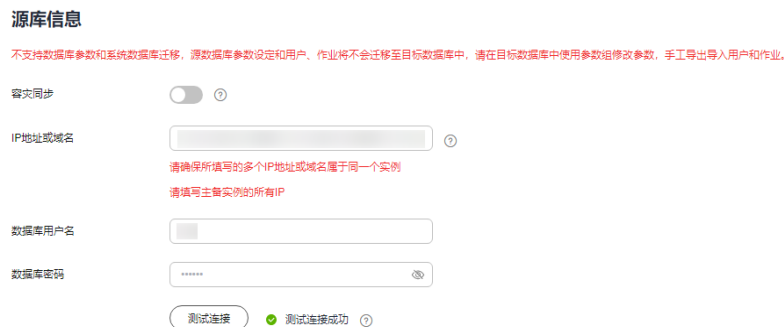 源库信息
不支持数据库参数和系统数据库迁移，源数据库参数设定和用户、作业将不会迁移至目标数据库中，请在目标数据库中使用参数组修改参数，手工导出导入用户和作业。
容灾同步
IP地址或域名
请确保所填写的多个IP地址或域名属于同一个实例
请填写主备实例的所有IP
数据库用户名
数据库密码 ••••••
测试连接 测试连接成功